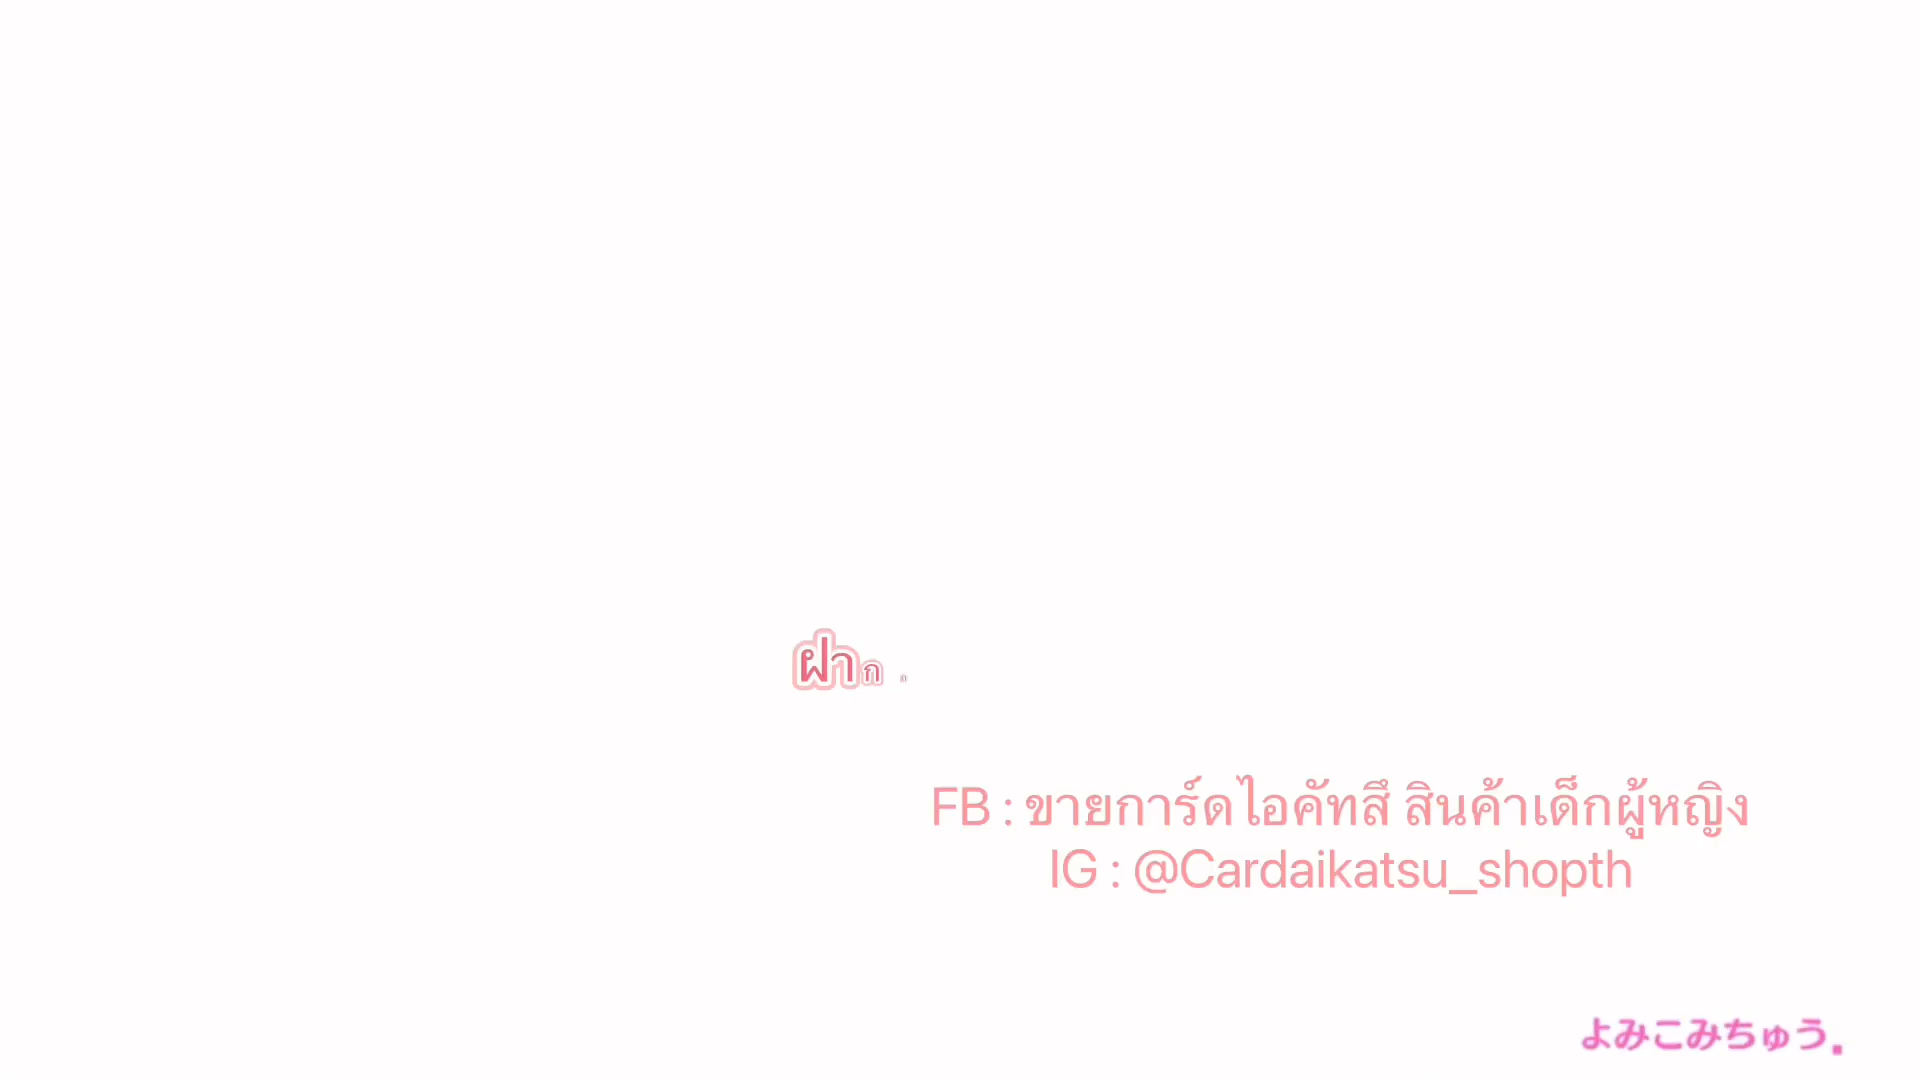 ฝาก
FB : ขายการ์ดไอคัทสึ สินค้าเด็กผู้หญิง
IG : @Cardaikatsu_shopth
よみこみちゅう.